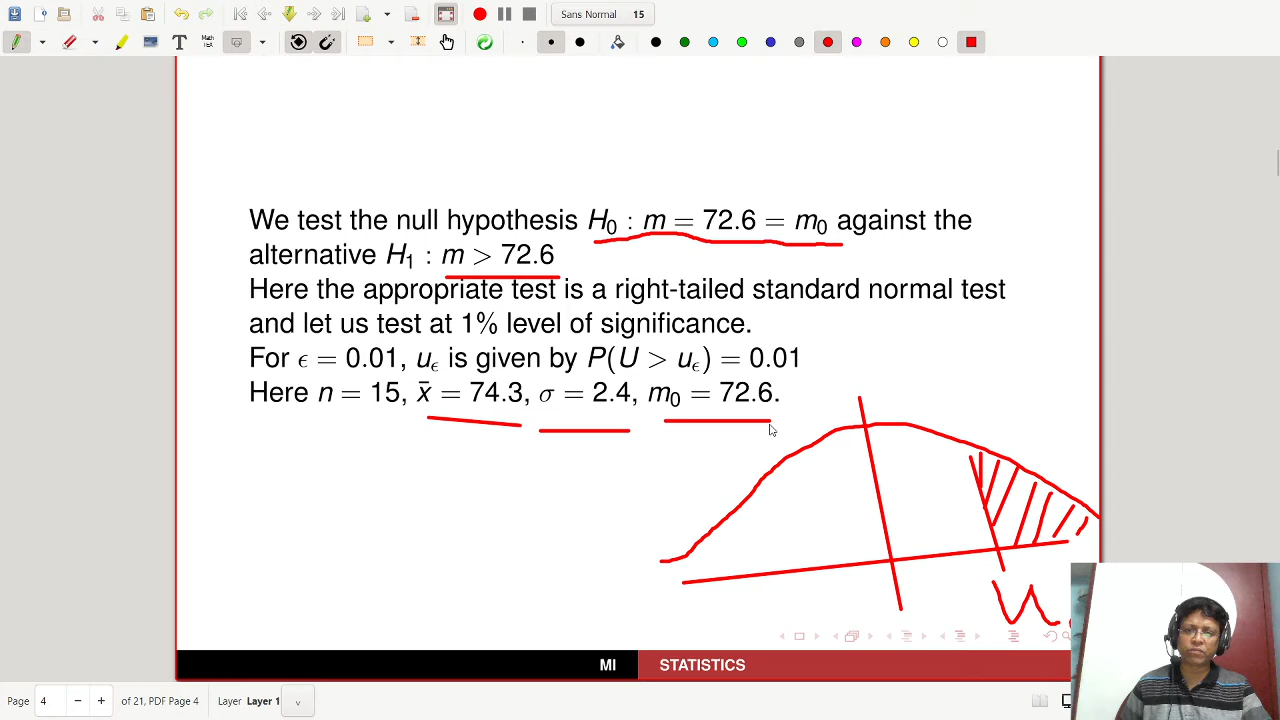 Sans Normal 15
We test the null hypothesis H₀ : m = 72.6 = m₀ against the
alternative H₁ : m > 72.6
Here the appropriate test is a right-tailed standard normal test
and let us test at 1% level of significance.
For ϵ = 0.01, u_ϵ is given by P(U > u_ϵ) = 0.01
Here n = 15, x̄ = 74.3, σ = 2.4, m₀ = 72.6.
MI STATISTICS
Page 4 of 21, PDF Page 4 Layer Layer 1